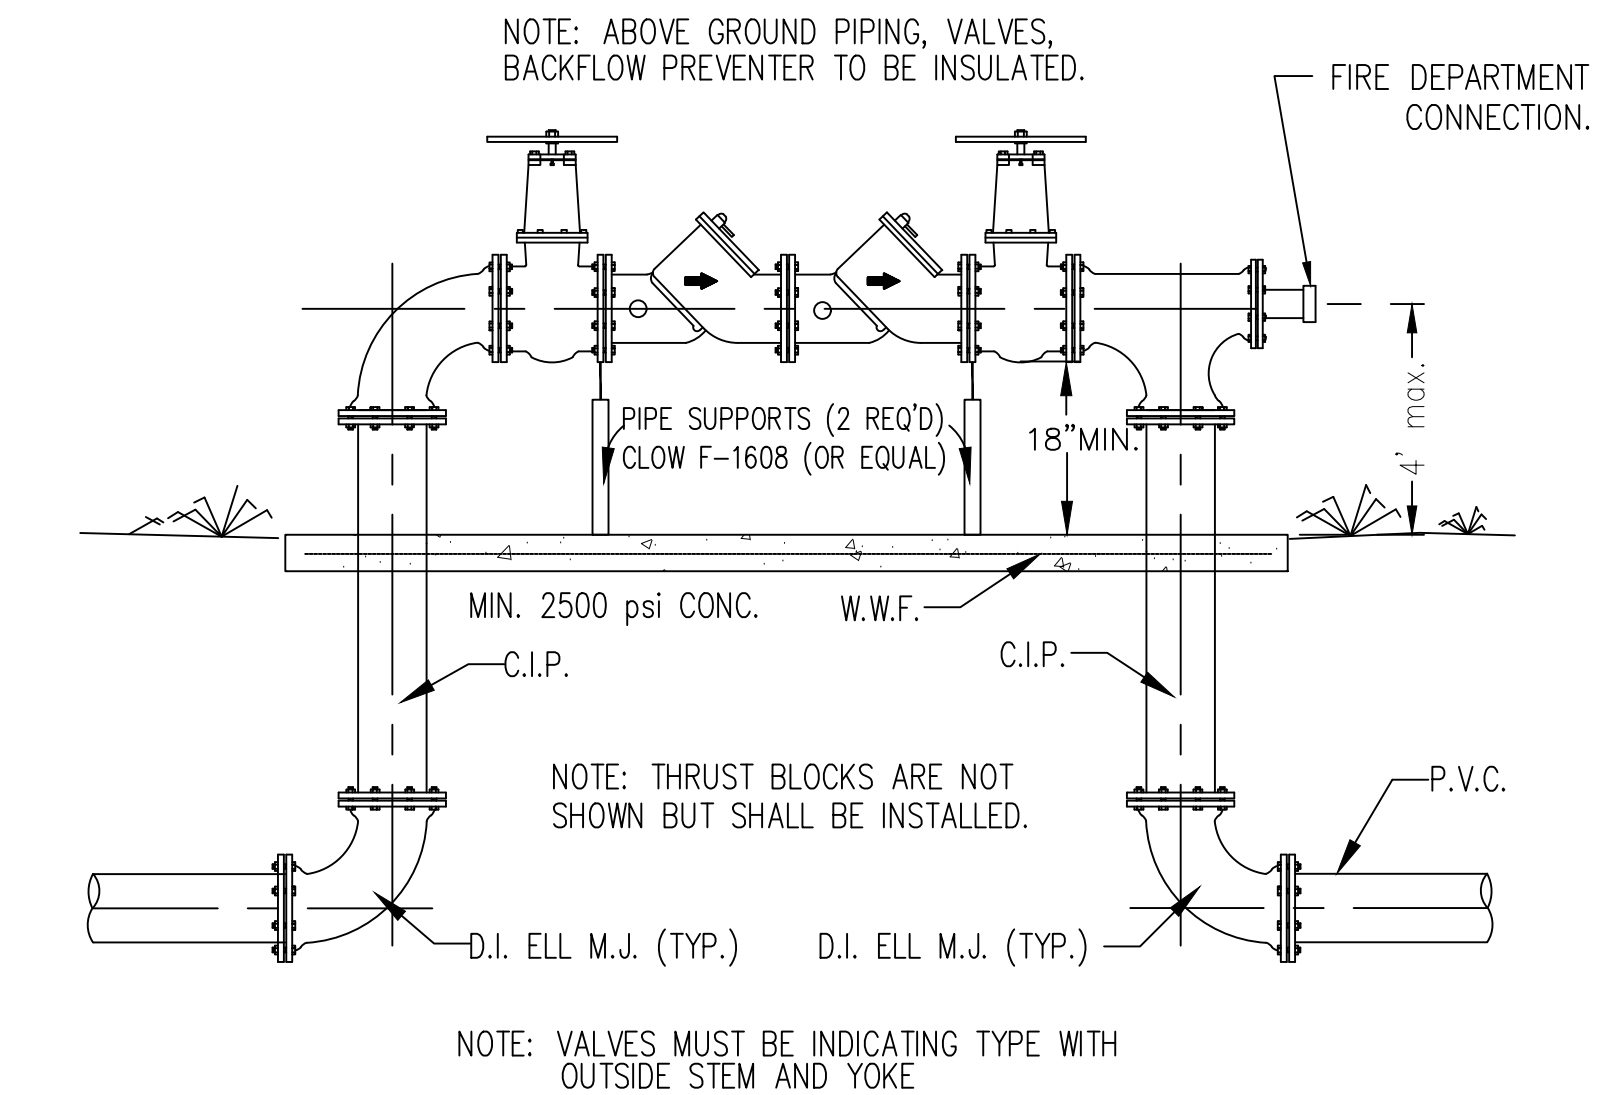 NOTE: ABOVE GROUND PIPING, VALVES,
BACKFLOW PREVENTER TO BE INSULATED.
FIRE DEPARTMENT
CONNECTION.
PIPE SUPPORTS (2 REQ'D)
CLOW F-1608 (OR EQUAL)
18"MIN.
4' max.
MIN. 2500 psi CONC.
W.W.F.
C.I.P.
C.I.P.
NOTE: THRUST BLOCKS ARE NOT
SHOWN BUT SHALL BE INSTALLED.
P.V.C.
D.I. ELL M.J. (TYP.)
D.I. ELL M.J. (TYP.)
NOTE: VALVES MUST BE INDICATING TYPE WITH
OUTSIDE STEM AND YOKE